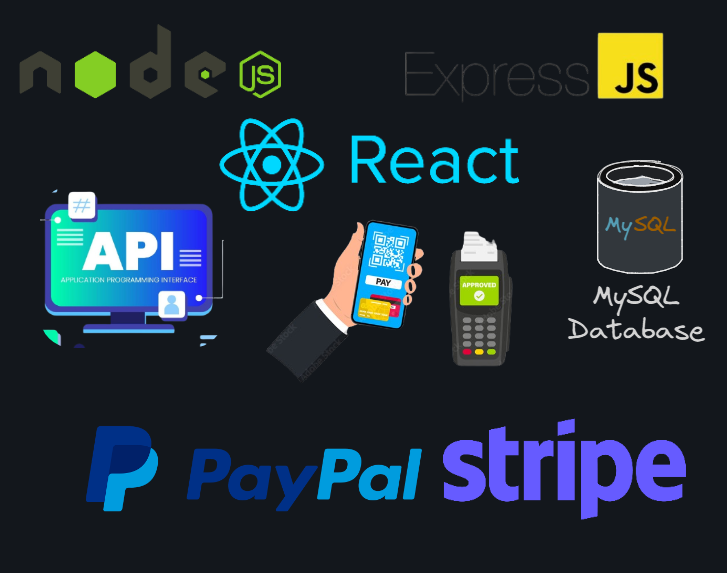 node
JS
Express JS
React
#
API
APPLICATION PROGRAMMING INTERFACE
PAY
APPROVED
MySQL
MySQL
Database
PayPal
stripe